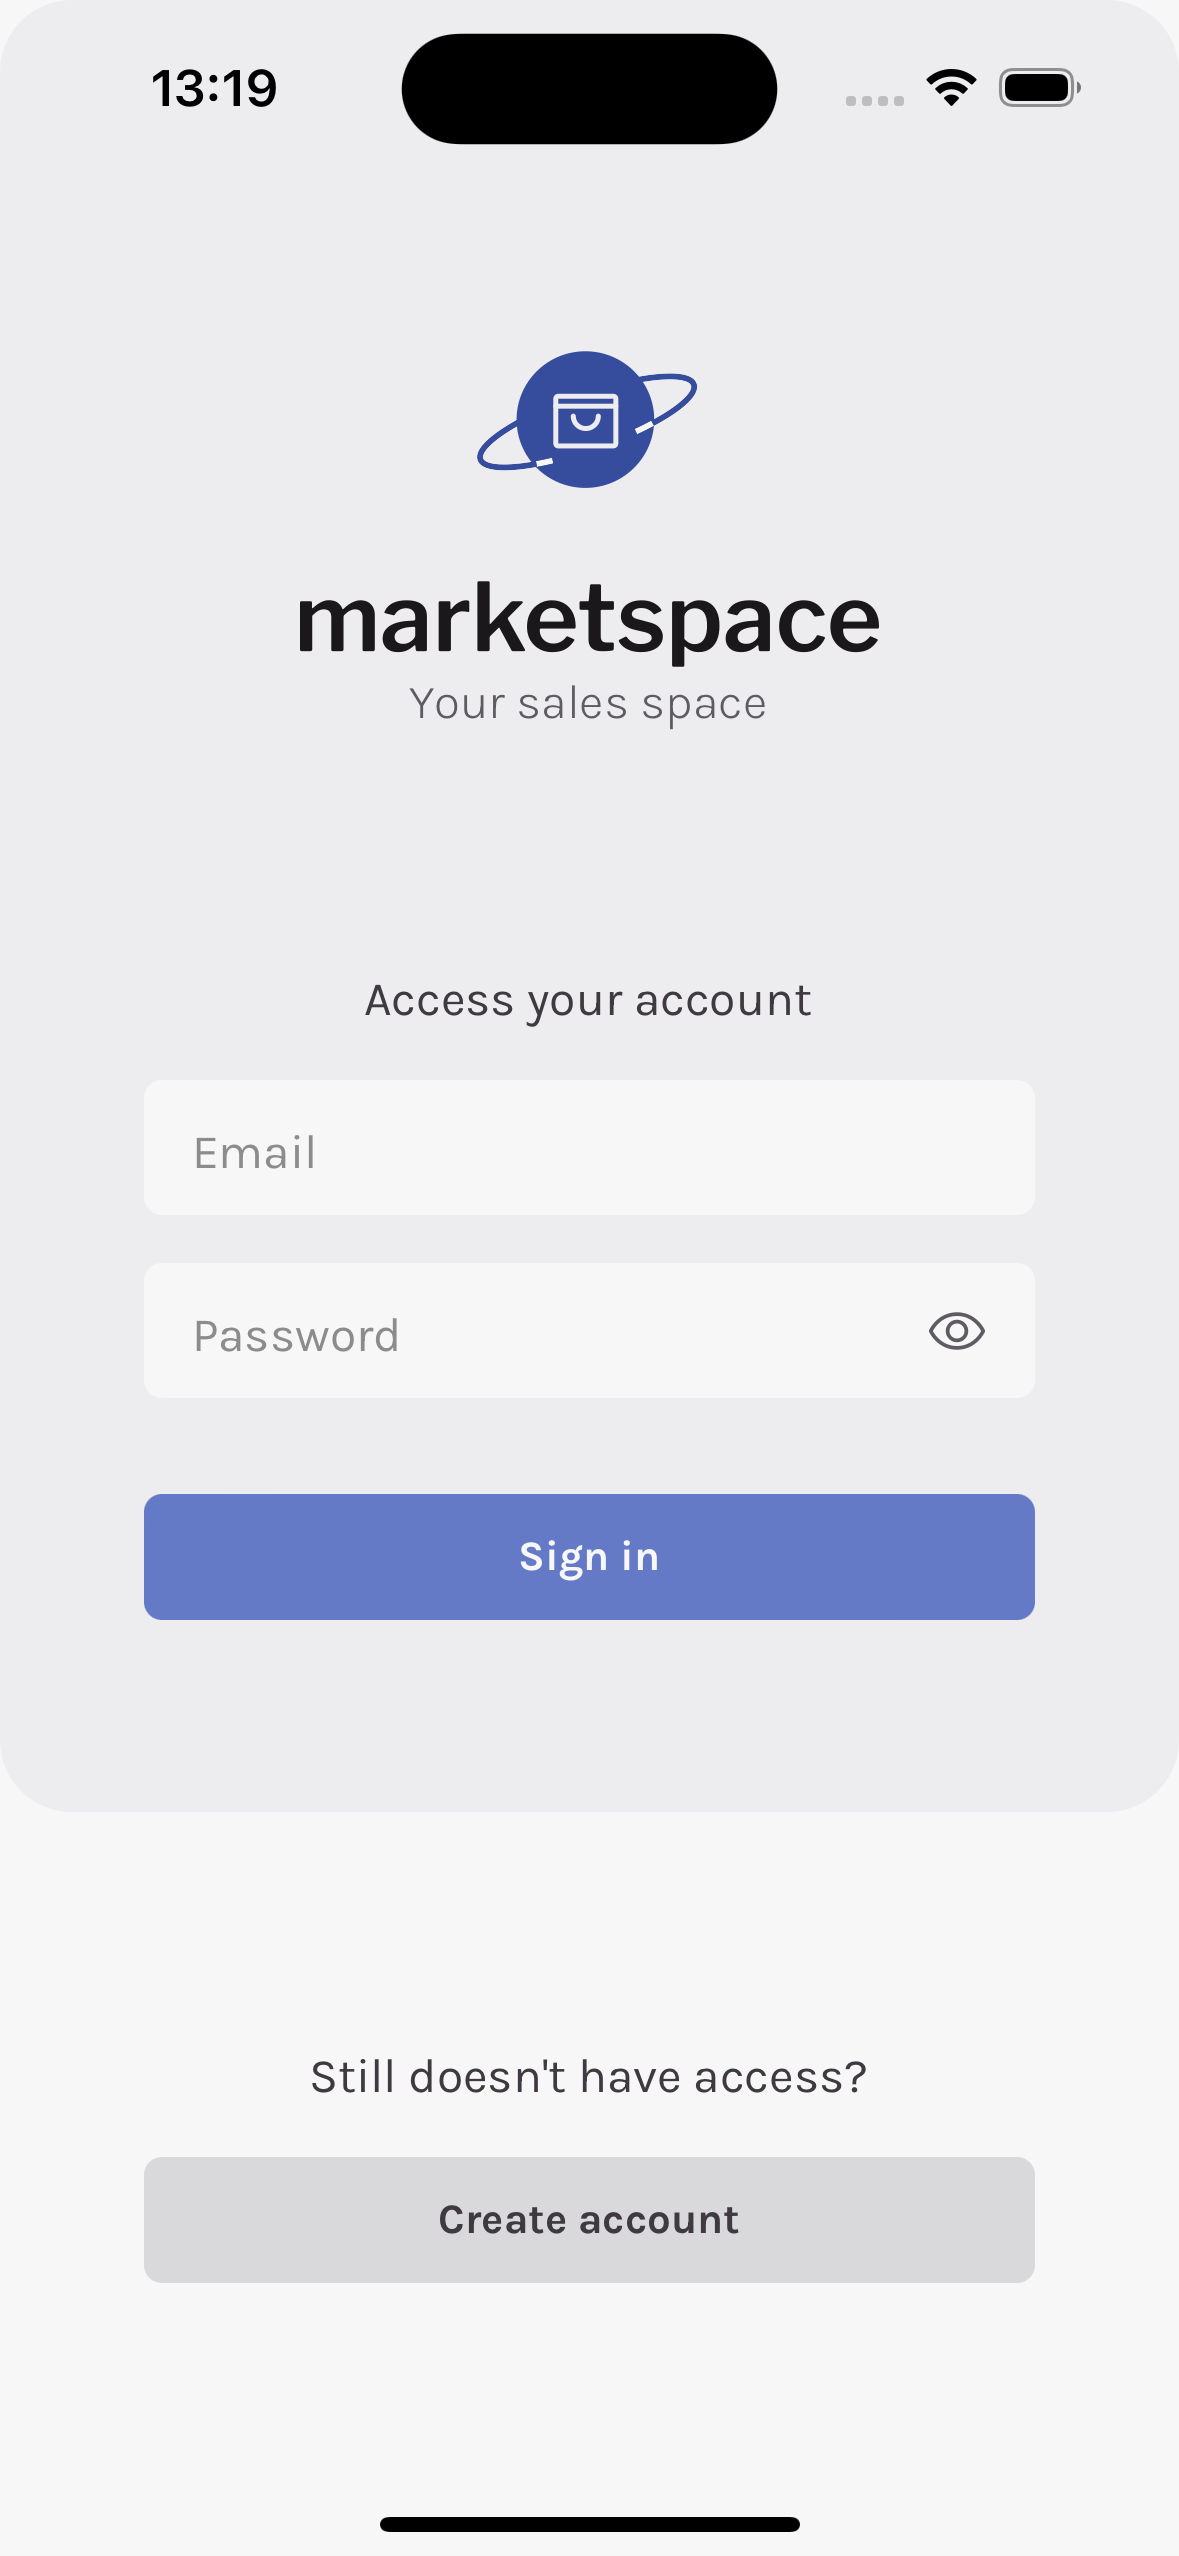 13:19
marketspace
Your sales space
Access your account
Email
Password
Sign in
Still doesn't have access?
Create account